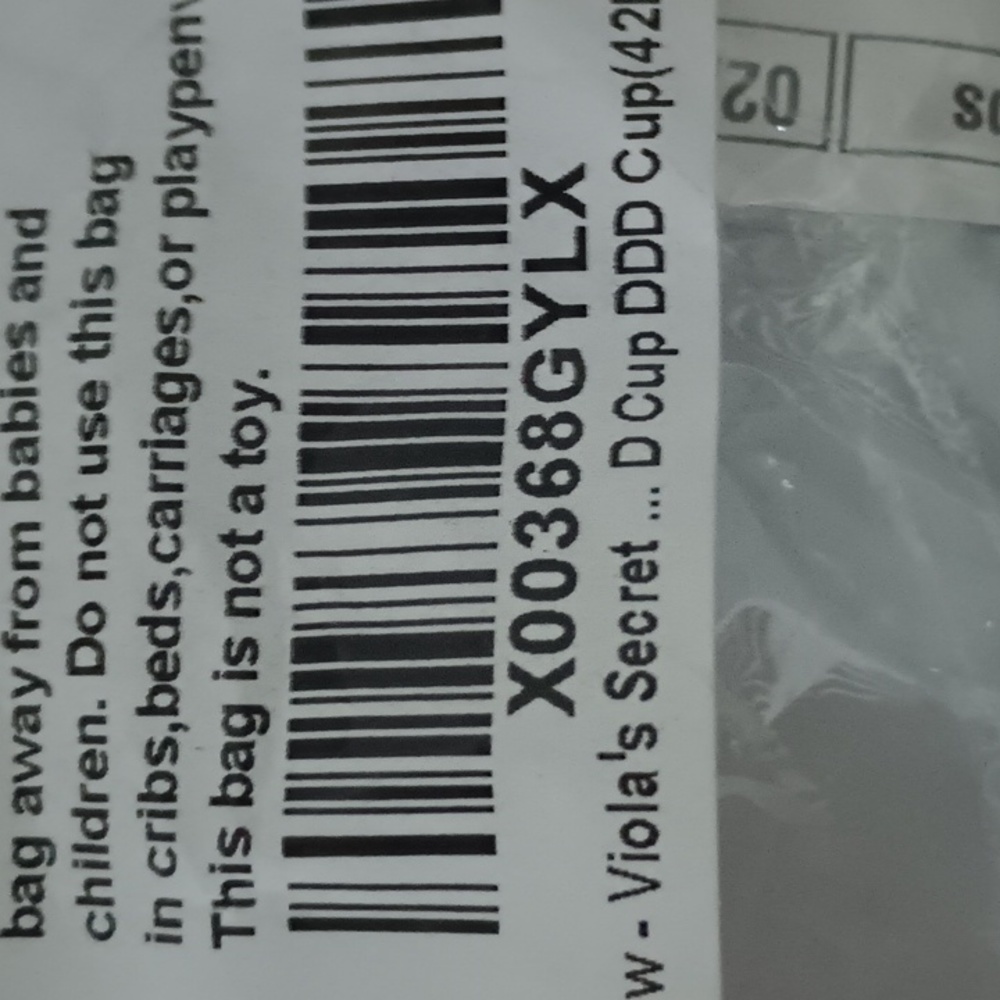 bag away from babies and
children. Do not use this bag
in cribs,beds,carriages,or playpen
This bag is not a toy.
X00368GYLX
w - Viola's Secret ... D Cup DDD Cup(42
02